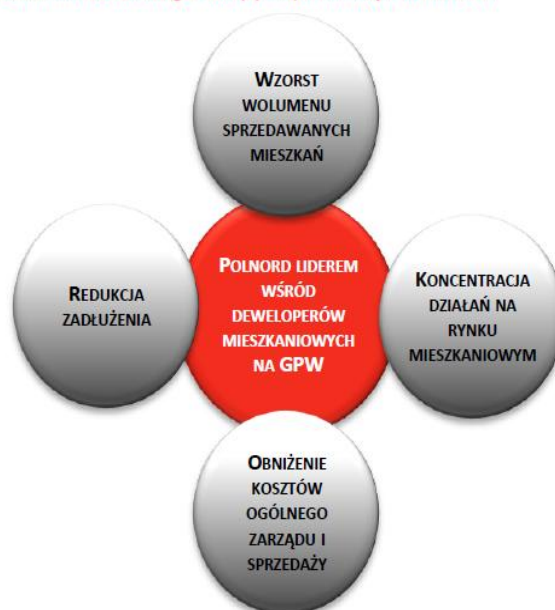 WZORST
WOLUMENU
SPRZEDAWANYCH
MIESZKAŃ
REDUKCJA
ZADŁUŻENIA
POLNORD LIDEREM
WŚRÓD
DEWELOPERÓW
MIESZKANIOWYCH
NA GPW
KONCENTRACJA
DZIAŁAŃ NA
RYNKU
MIESZKANIOWYM
OBNIŻENIE
KOSZTÓW
OGÓLNEGO
ZARZĄDU I
SPRZEDAŻY